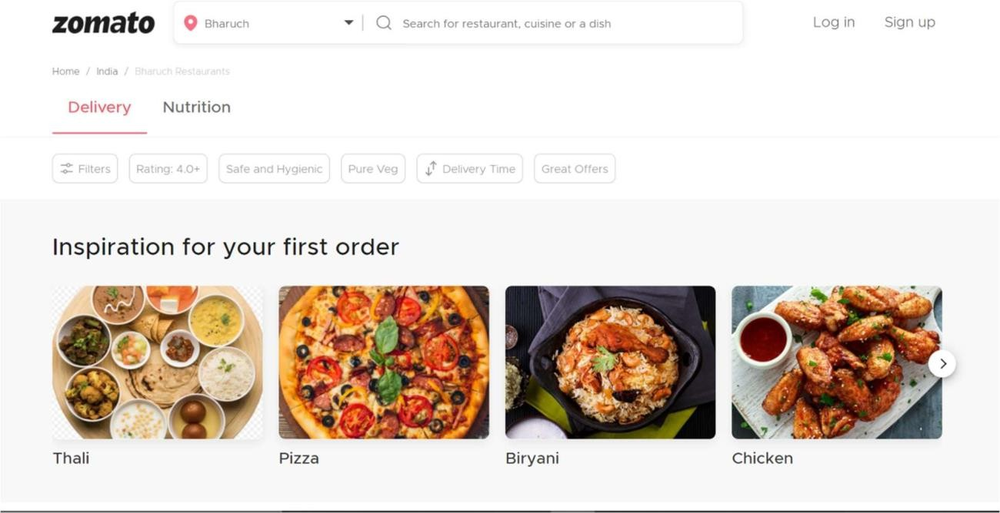 zomato
Bharuch
Search for restaurant, cuisine or a dish
Log in
Sign up
Home / India / Bharuch Restaurants
Delivery
Nutrition
Filters
Rating: 4.0+
Safe and Hygienic
Pure Veg
Delivery Time
Great Offers
Inspiration for your first order
Thali
Pizza
Biryani
Chicken